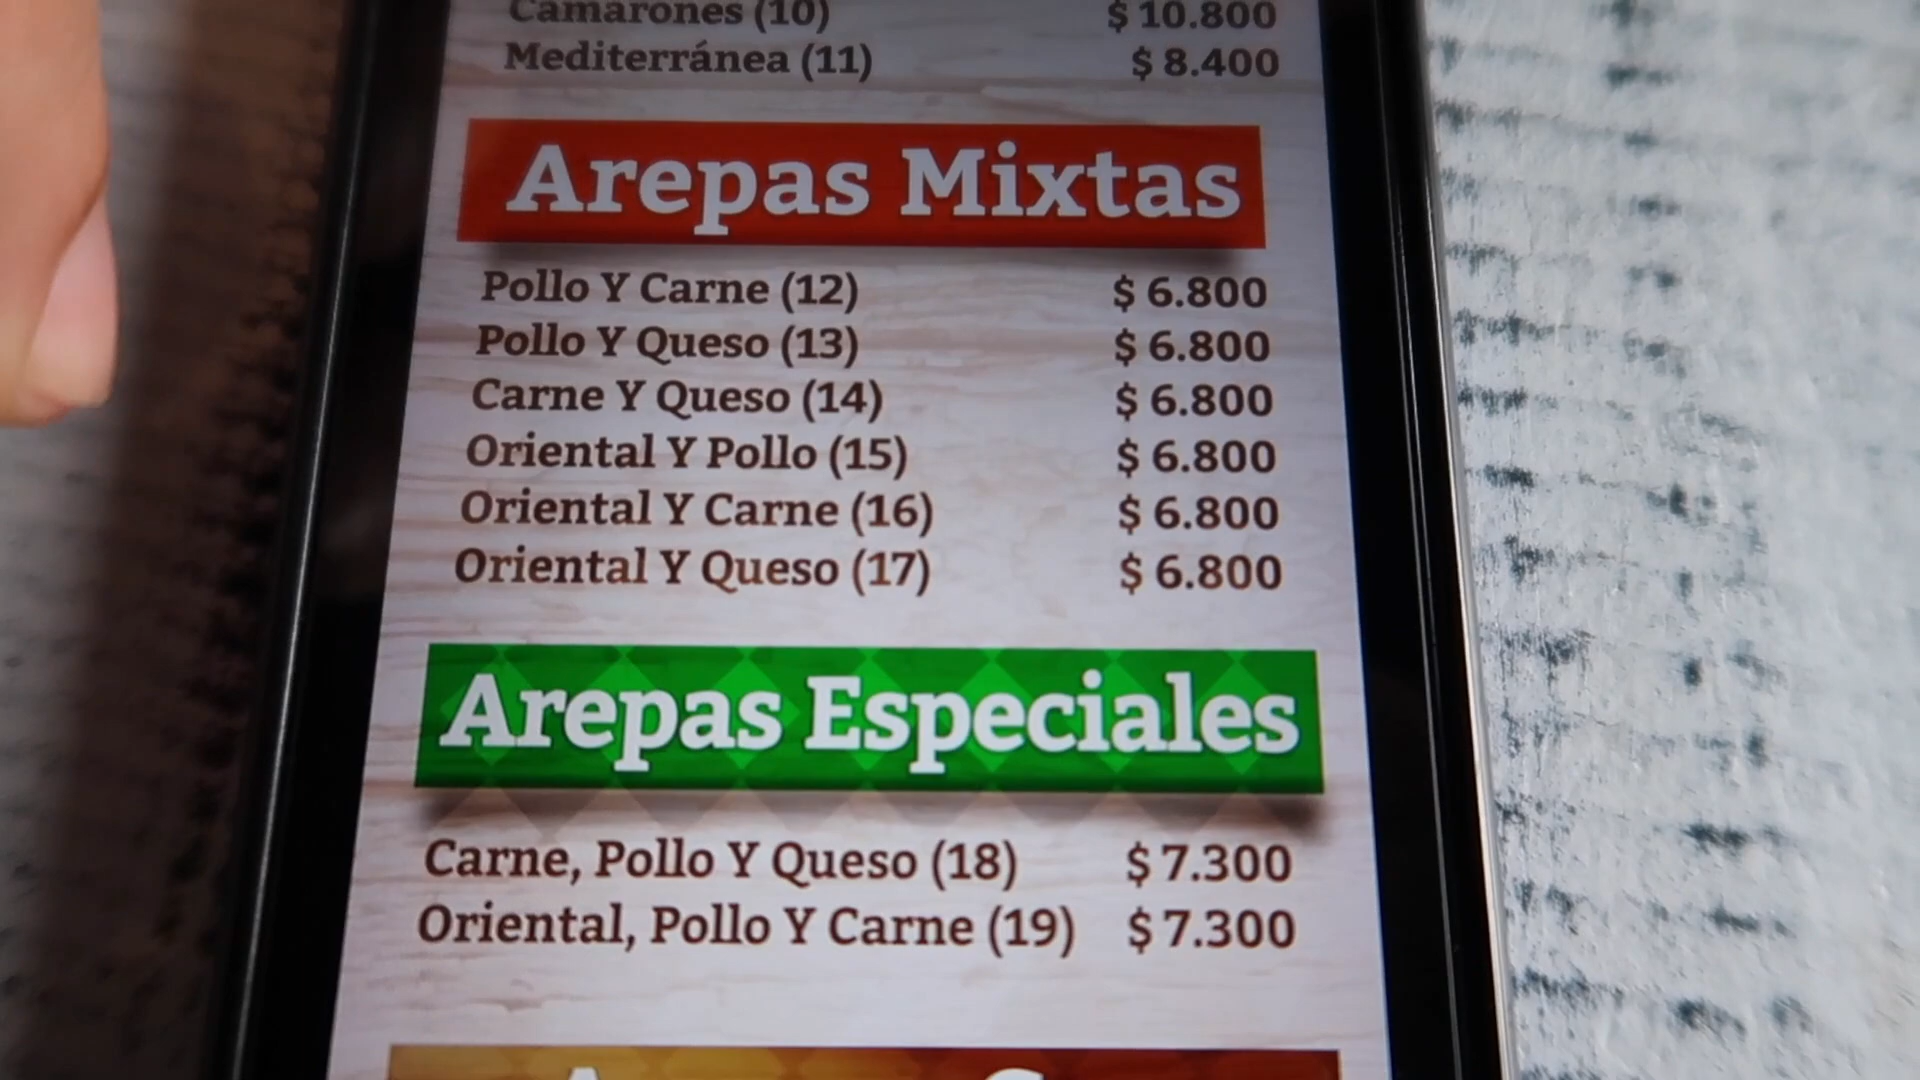 Camarones (10) $ 10.800
Mediterránea (11) $ 8.400
Arepas Mixtas
Pollo Y Carne (12) $ 6.800
Pollo Y Queso (13) $ 6.800
Carne Y Queso (14) $ 6.800
Oriental Y Pollo (15) $ 6.800
Oriental Y Carne (16) $ 6.800
Oriental Y Queso (17) $ 6.800
Arepas Especiales
Carne, Pollo Y Queso (18) $ 7.300
Oriental, Pollo Y Carne (19) $ 7.300